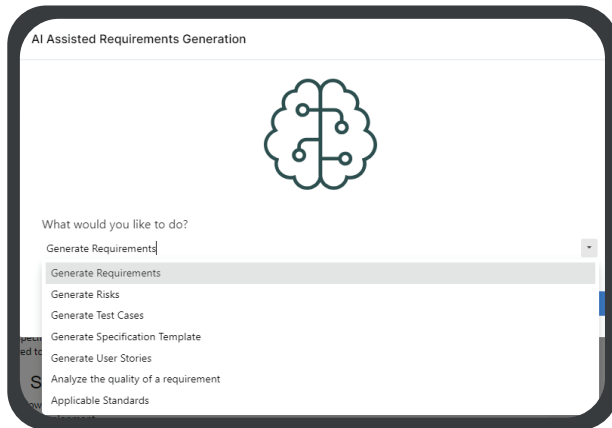 AI Assisted Requirements Generation
What would you like to do?
Generate Requirements
Generate Requirements
Generate Risks
Generate Test Cases
Generate Specification Template
Generate User Stories
Analyze the quality of a requirement
Applicable Standards